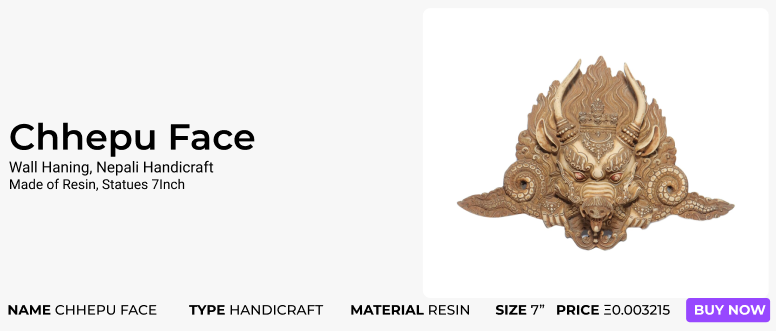 Chhepu Face
Wall Haning, Nepali Handicraft
Made of Resin, Statues 7Inch
NAME CHHEPU FACE TYPE HANDICRAFT MATERIAL RESIN SIZE 7” PRICE Ξ0.003215 BUY NOW